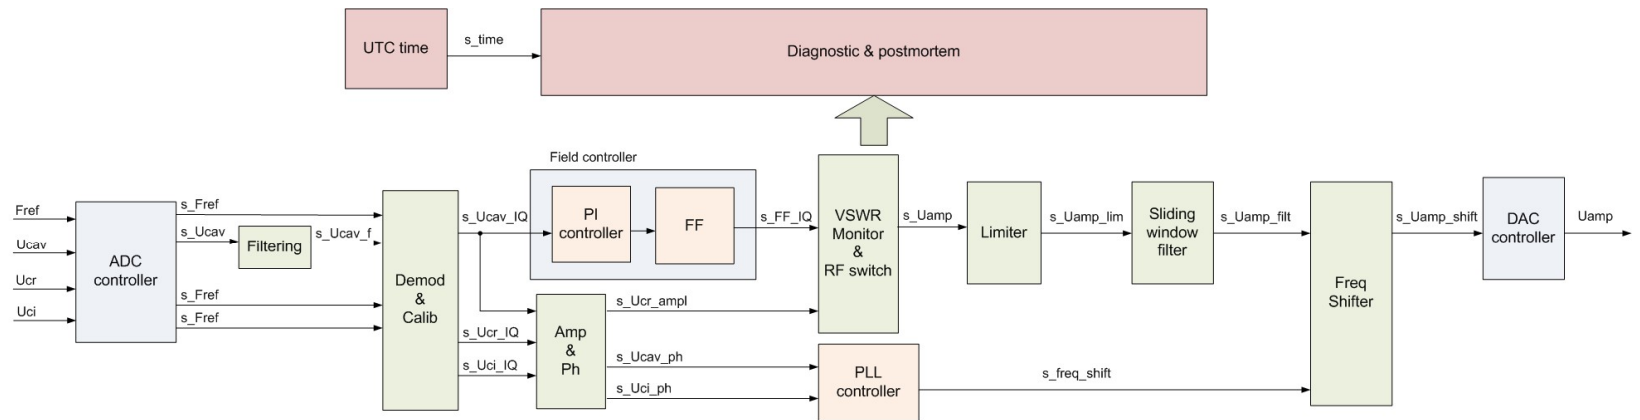 UTC time
s_time
Diagnostic & postmortem
Field controller
Fref
Ucav
Ucr
Uci
ADC
controller
s_Fref
s_Ucav
s_Fref
s_Fref
Filtering
s_Ucav_f
Demod
&
Calib
s_Ucav_IQ
s_Ucr_IQ
s_Uci_IQ
PI
controller
FF
s_FF_IQ
Amp
&
Ph
s_Ucr_ampl
s_Ucav_ph
s_Uci_ph
VSWR
Monitor
&
RF switch
PLL
controller
s_Uamp
Limiter
s_Uamp_lim
Sliding
window
filter
s_Uamp_filt
s_freq_shift
Freq
Shifter
s_Uamp_shift
DAC
controller
Uamp